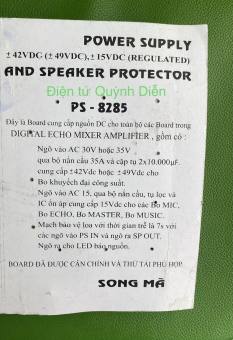 POWER SUPPLY
±42VDC (±49VDC),±15VDC (REGULATED)
AND SPEAKER PROTECTOR
Điện tử Quỳnh Diễn
PS - 8285
Đây là Board cung cấp nguồn DC cho toàn bộ các Board trong
DIGITAL ECHO MIXER AMPLIFIER , gồm có :
Ngõ vào AC 30V hoặc 35V
qua bộ nắn cầu 35A và cặp tụ 2x10.000µF.
cung cấp ±42Vdc hoặc ±49Vdc cho
Bo khuyếch đại công suất.
Ngõ vào AC 15, qua bộ nắn cầu, tụ lọc và
IC ổn áp cung cấp 15Vdc cho các Bo MIC,
Bo ECHO, Bo MASTER, Bo MUSIC.
Mạch bảo vệ loa với thời gian trễ là 7s với
các ngõ vào PS IN và ngõ ra SP OUT.
Ngõ ra cho LED báo nguồn.
BOARD ĐÃ ĐƯỢC CÂN CHỈNH VÀ THỬ TẢI PHÙ HỢP.
SONG MÃ